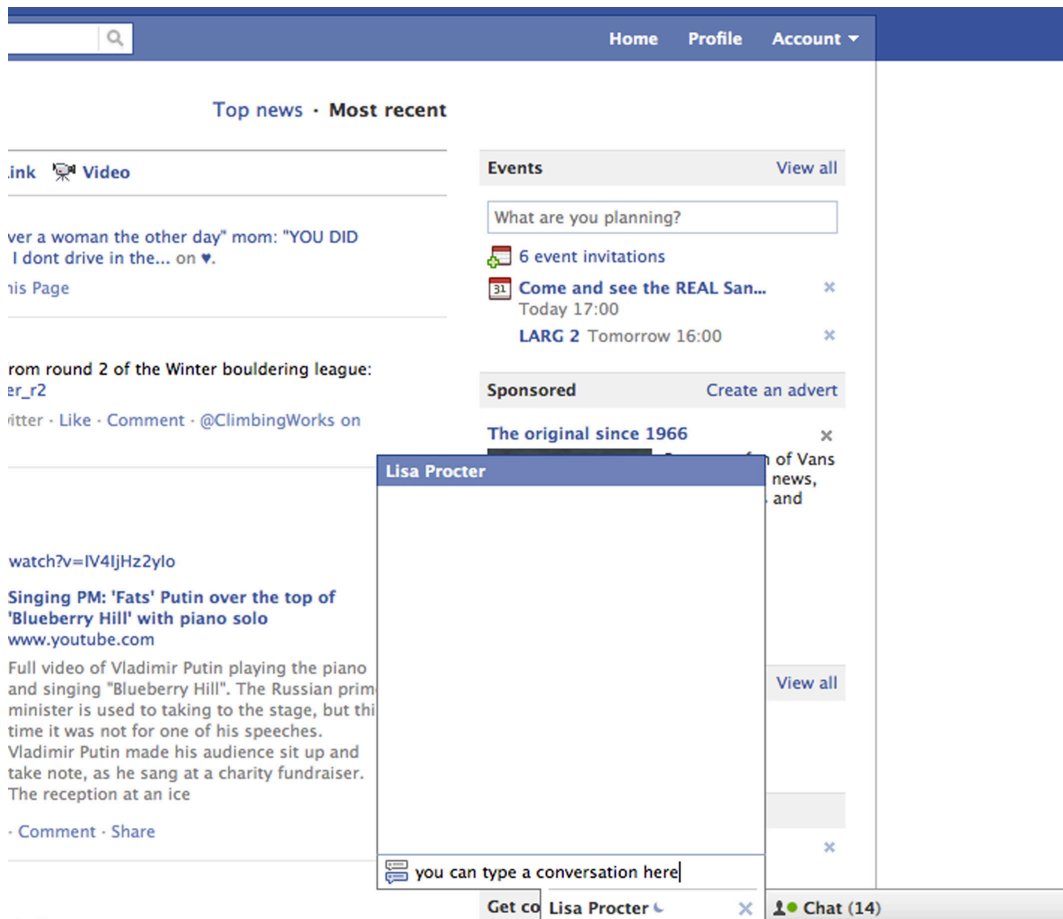 Home Profile Account
Top news · Most recent
ink Video
ver a woman the other day" mom: "YOU DID
I dont drive in the... on ♥.
his Page
rom round 2 of the Winter bouldering league:
er_r2
vitter · Like · Comment · @ClimbingWorks on
watch?v=IV4IjHz2yIo
Singing PM: 'Fats' Putin over the top of
'Blueberry Hill' with piano solo
www.youtube.com
Full video of Vladimir Putin playing the piano
and singing "Blueberry Hill". The Russian prim
minister is used to taking to the stage, but thi
time it was not for one of his speeches.
Vladimir Putin made his audience sit up and
take note, as he sang at a charity fundraiser.
The reception at an ice
· Comment · Share
Events View all
What are you planning?
6 event invitations
31 Come and see the REAL San...
Today 17:00
LARG 2 Tomorrow 16:00
Sponsored Create an advert
The original since 1966
of Vans
news,
and
View all
Lisa Procter
you can type a conversation here
Get co
Lisa Procter
Chat (14)